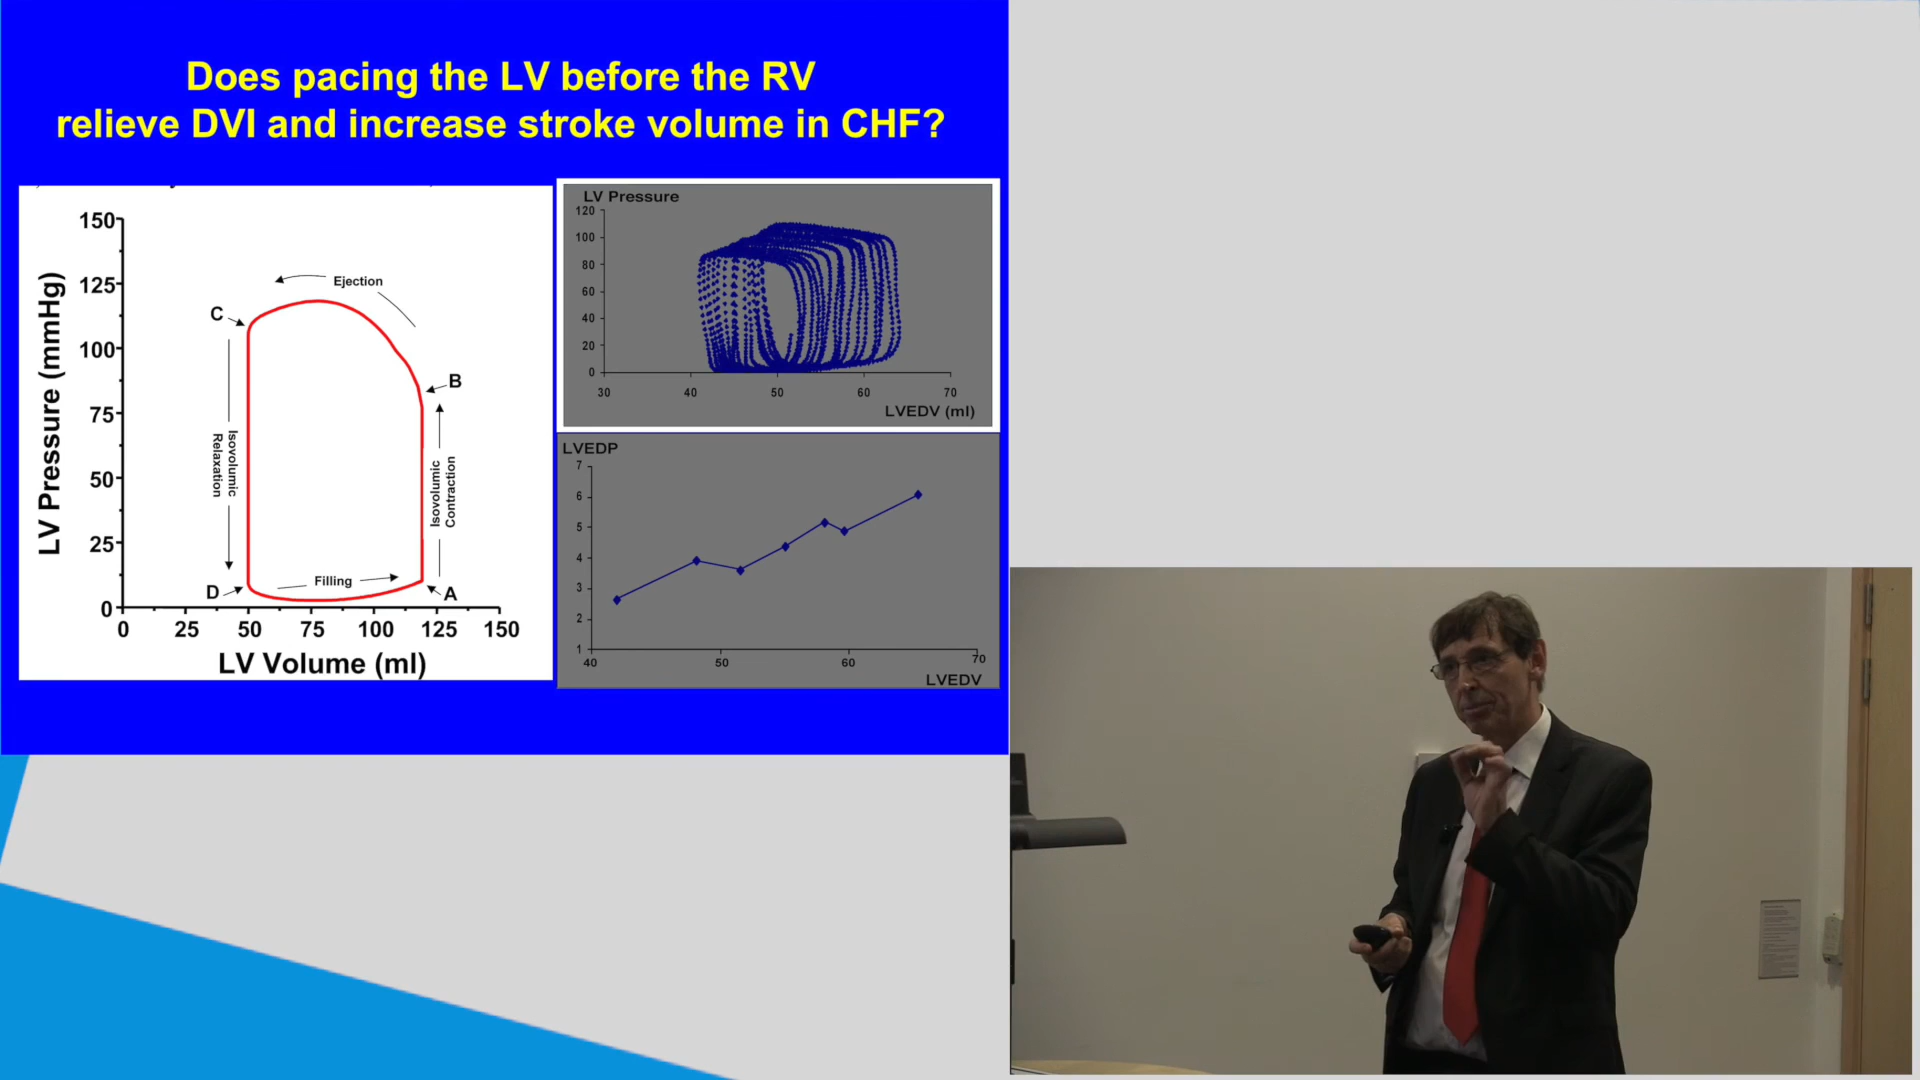 Does pacing the LV before the RV
relieve DVI and increase stroke volume in CHF?
LV Pressure (mmHg)
150
125
100
75
50
25
0
0 25 50 75 100 125 150
LV Volume (ml)
Ejection
C
B
Isovolumic
Relaxation
Isovolumic
Contraction
Filling
D
A
LV Pressure
120
100
80
60
40
20
0
30 40 50 60 70
LVEDV (ml)
LVEDP
7
6
5
4
3
2
1
40 50 60 70
LVEDV